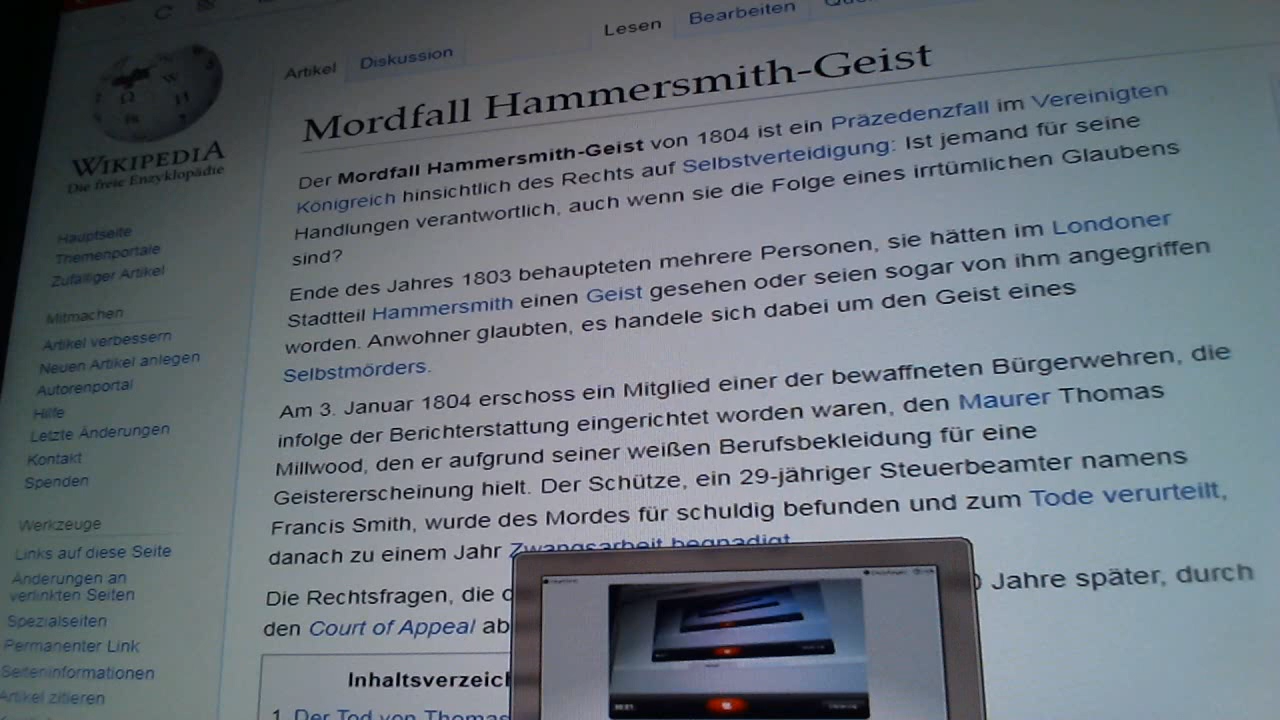 Artikel
Diskussion
Lesen
Bearbeiten
WIKIPEDIA
Die freie Enzyklopädie
Hauptseite
Themenportale
Zufälliger Artikel
Mitmachen
Artikel verbessern
Neuen Artikel anlegen
Autorenportal
Hilfe
Letzte Änderungen
Kontakt
Spenden
Werkzeuge
Links auf diese Seite
Änderungen an
verlinkten Seiten
Spezialseiten
Permanenter Link
Seiteninformationen
Artikel zitieren
Mordfall Hammersmith-Geist
Der Mordfall Hammersmith-Geist von 1804 ist ein Präzedenzfall im Vereinigten
Königreich hinsichtlich des Rechts auf Selbstverteidigung: Ist jemand für seine
Handlungen verantwortlich, auch wenn sie die Folge eines irrtümlichen Glaubens
sind?
Ende des Jahres 1803 behaupteten mehrere Personen, sie hätten im Londoner
Stadtteil Hammersmith einen Geist gesehen oder seien sogar von ihm angegriffen
worden. Anwohner glaubten, es handele sich dabei um den Geist eines
Selbstmörders.
Am 3. Januar 1804 erschoss ein Mitglied einer der bewaffneten Bürgerwehren, die
infolge der Berichterstattung eingerichtet worden waren, den Maurer Thomas
Millwood, den er aufgrund seiner weißen Berufsbekleidung für eine
Geistererscheinung hielt. Der Schütze, ein 29-jähriger Steuerbeamter namens
Francis Smith, wurde des Mordes für schuldig befunden und zum Tode verurteilt,
danach zu einem Jahr Zwangsarbeit begnadigt.
Die Rechtsfragen, die Jahre später, durch
den Court of Appeal
1 Der Tod von Thomas